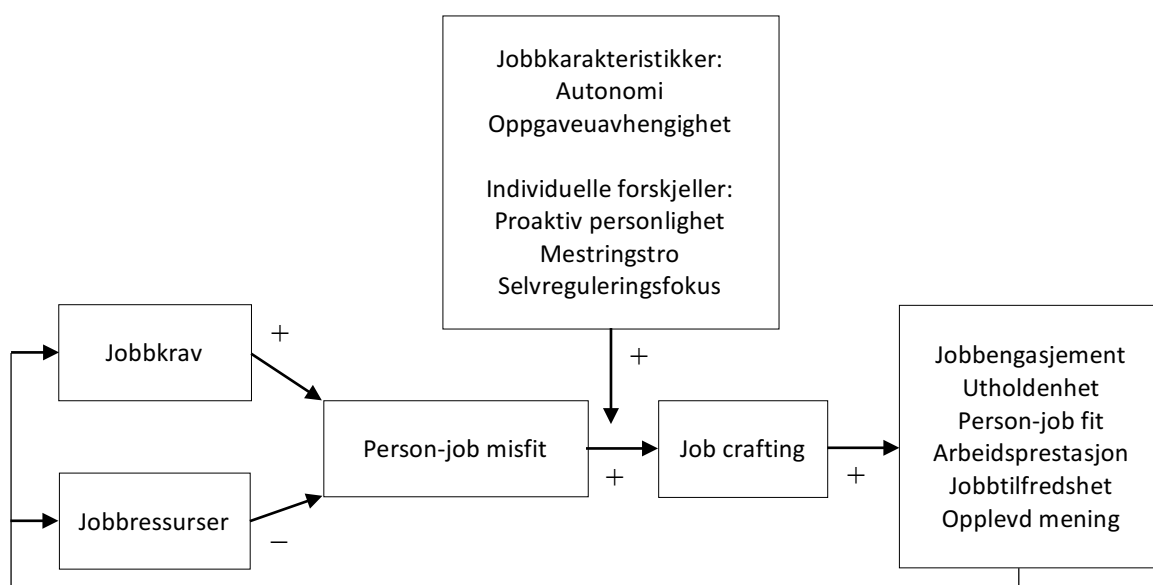 Jobbkarakteristikker:
Autonomi
Oppgaveuavhengighet
Individuelle forskjeller:
Proaktiv personlighet
Mestringstro
Selvreguleringsfokus
+
Jobbkrav
+
Person-job misfit
+
Job crafting
+
Jobbressurser
−
Jobbengasjement
Utholdenhet
Person-job fit
Arbeidsprestasjon
Jobbtilfredshet
Opplevd mening